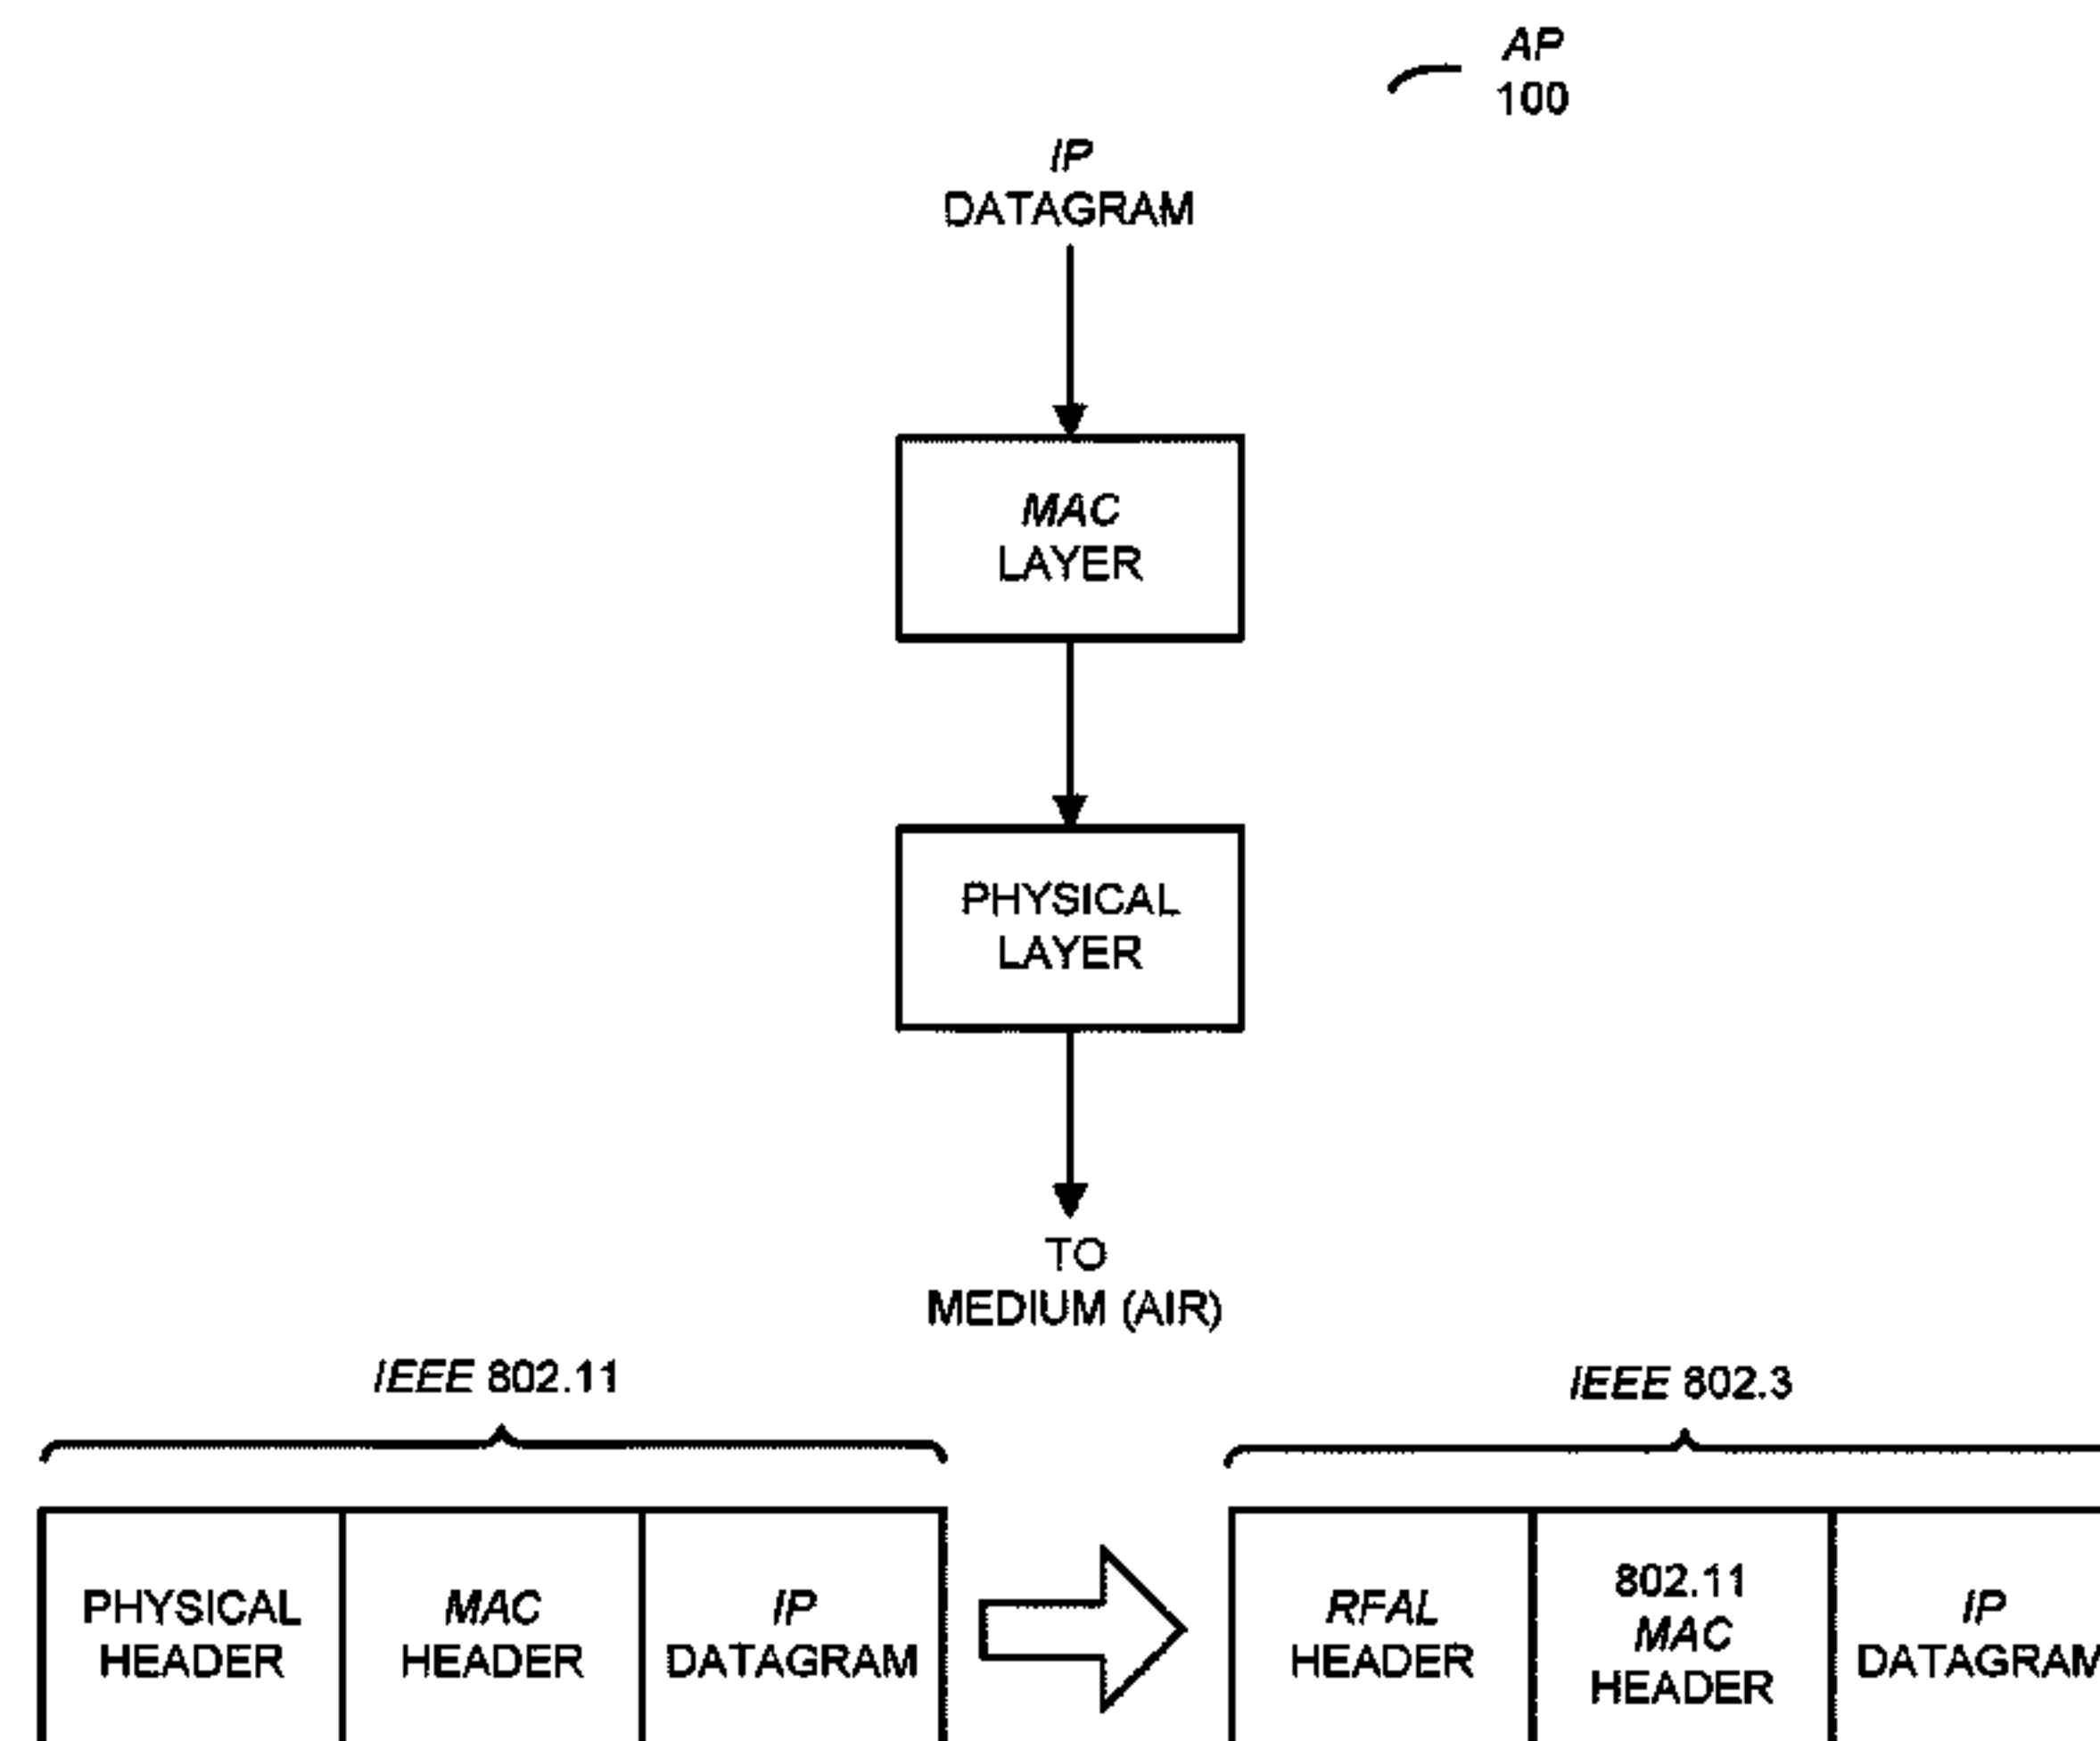 AP
100
IP
DATAGRAM
MAC
LAYER
PHYSICAL
LAYER
TO
MEDIUM (AIR)
IEEE 802.11
IEEE 802.3
PHYSICAL
HEADER
MAC
HEADER
IP
DATAGRAM
RFAL
HEADER
802.11
MAC
HEADER
IP
DATAGRAM